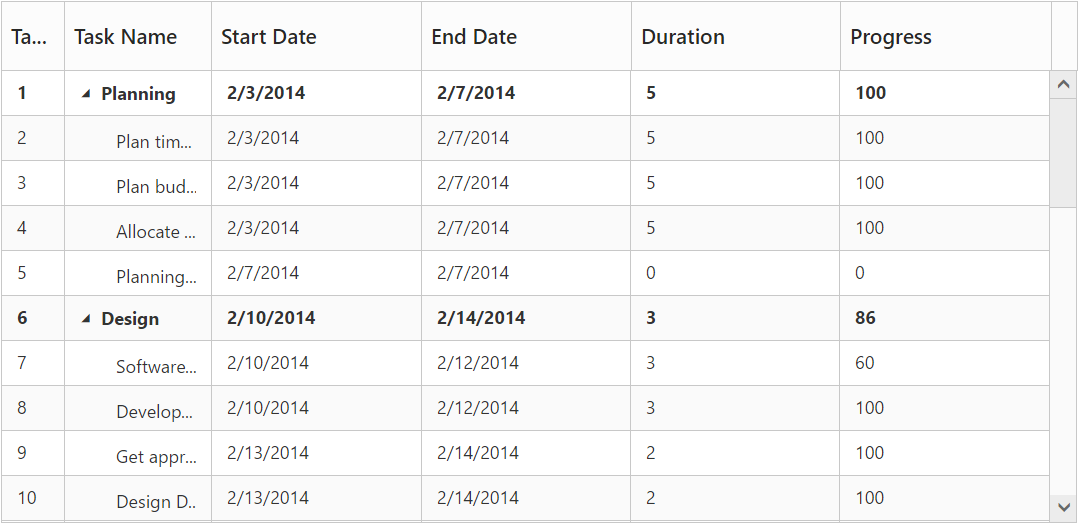 Ta... Task Name Start Date End Date Duration Progress
1 Planning 2/3/2014 2/7/2014 5 100
2 Plan tim... 2/3/2014 2/7/2014 5 100
3 Plan bud... 2/3/2014 2/7/2014 5 100
4 Allocate ... 2/3/2014 2/7/2014 5 100
5 Planning... 2/7/2014 2/7/2014 0 0
6 Design 2/10/2014 2/14/2014 3 86
7 Software... 2/10/2014 2/12/2014 3 60
8 Develop... 2/10/2014 2/12/2014 3 100
9 Get appr... 2/13/2014 2/14/2014 2 100
10 Design D... 2/13/2014 2/14/2014 2 100